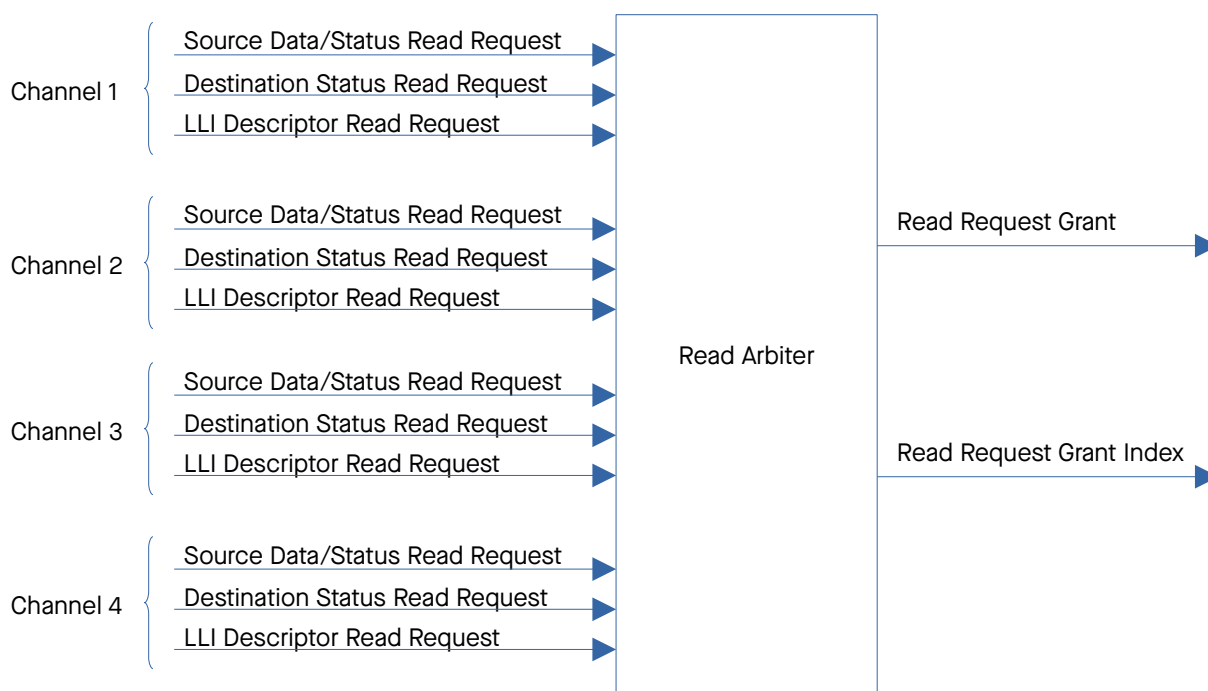 Channel 1
Source Data/Status Read Request
Destination Status Read Request
LLI Descriptor Read Request
Channel 2
Source Data/Status Read Request
Destination Status Read Request
LLI Descriptor Read Request
Channel 3
Source Data/Status Read Request
Destination Status Read Request
LLI Descriptor Read Request
Channel 4
Source Data/Status Read Request
Destination Status Read Request
LLI Descriptor Read Request
Read Arbiter
Read Request Grant
Read Request Grant Index